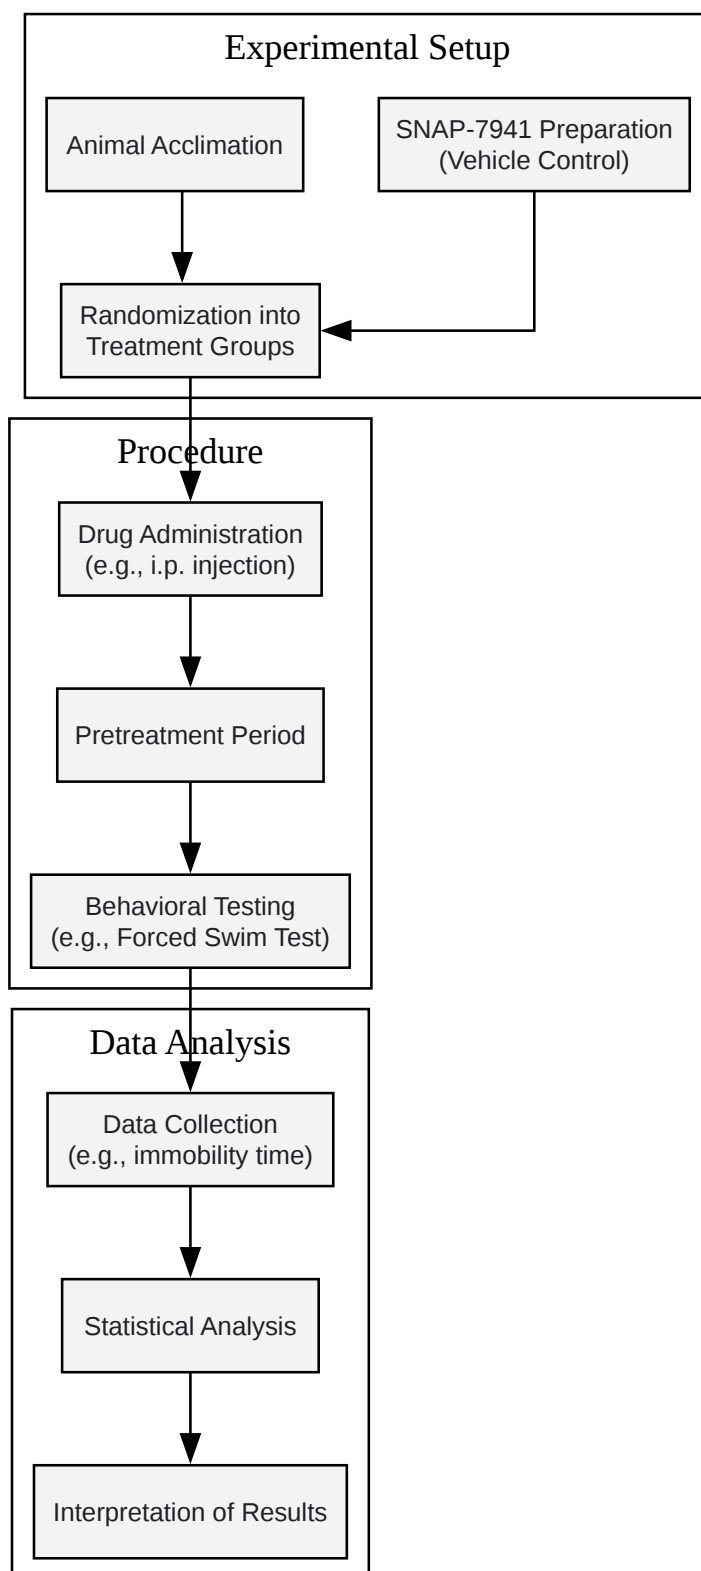 Experimental Setup
Animal Acclimation
SNAP-7941 Preparation
(Vehicle Control)
Randomization into
Treatment Groups
Procedure
Drug Administration
(e.g., i.p. injection)
Pretreatment Period
Behavioral Testing
(e.g., Forced Swim Test)
Data Analysis
Data Collection
(e.g., immobility time)
Statistical Analysis
Interpretation of Results